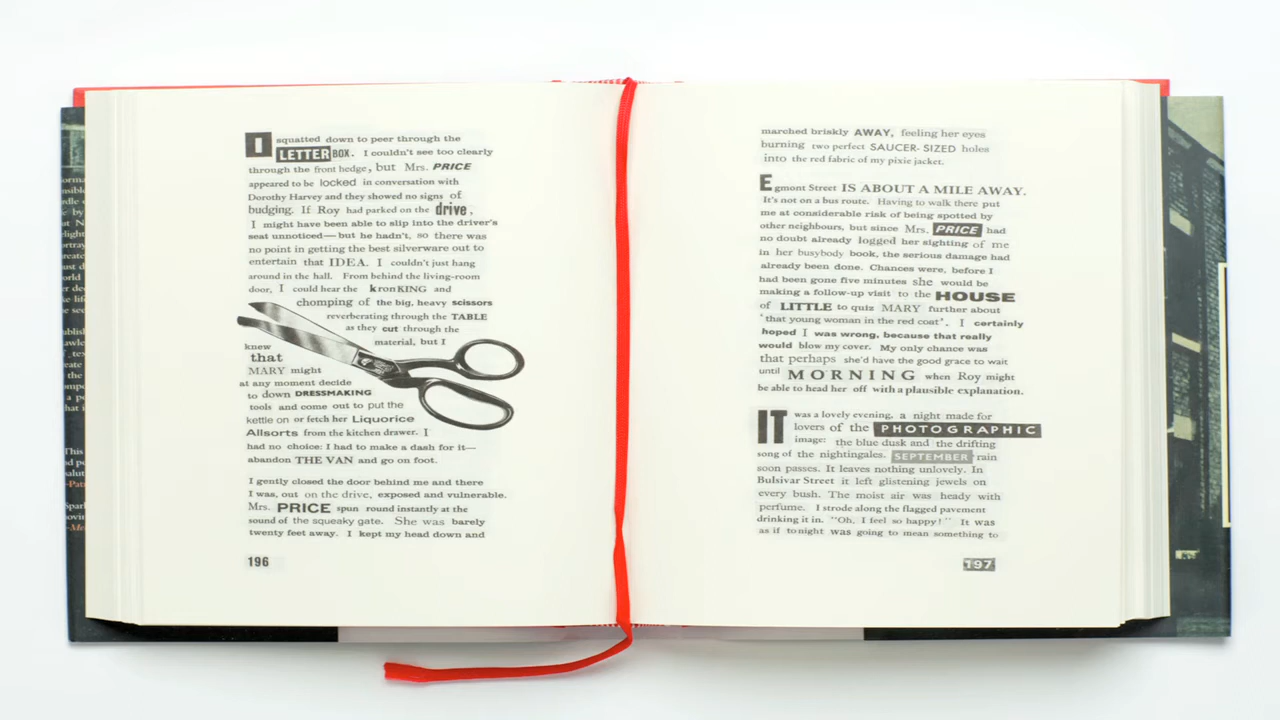 I squatted down to peer through the
LETTERBOX. I couldn't see too clearly
through the front hedge, but Mrs. PRICE
appeared to be locked in conversation with
Dorothy Harvey and they showed no signs of
budging. If Roy had parked on the drive,
I might have been able to slip into the driver's
seat unnoticed—but he hadn't, so there was
no point in getting the best silverware out to
entertain that IDEA. I couldn't just hang
around in the hall. From behind the living-room
door, I could hear the kronKING and
chomping of the big, heavy scissors
reverberating through the TABLE
as they cut through the
material, but I
knew
that
MARY might
at any moment decide
to down DRESSMAKING
tools and come out to put the
kettle on or fetch her Liquorice
Allsorts from the kitchen drawer. I
had no choice: I had to make a dash for it—
abandon THE VAN and go on foot.
I gently closed the door behind me and there
I was, out on the drive, exposed and vulnerable.
Mrs. PRICE spun round instantly at the
sound of the squeaky gate. She was barely
twenty feet away. I kept my head down and
196
marched briskly AWAY, feeling her eyes
burning two perfect SAUCER-SIZED holes
into the red fabric of my pixie jacket.
Egmont Street IS ABOUT A MILE AWAY.
It's not on a bus route. Having to walk there put
me at considerable risk of being spotted by
other neighbours, but since Mrs. PRICE had
no doubt already logged her sighting of me
in her busybody book, the serious damage had
already been done. Chances were, before I
had been gone five minutes she would be
making a follow-up visit to the HOUSE
of LITTLE to quiz MARY further about
'that young woman in the red coat'. I certainly
hoped I was wrong, because that really
would blow my cover. My only chance was
that perhaps she'd have the good grace to wait
until MORNING when Roy might
be able to head her off with a plausible explanation.
IT was a lovely evening, a night made for
lovers of the PHOTOGRAPHIC
image: the blue dusk and the drifting
song of the nightingales. SEPTEMBER rain
soon passes. It leaves nothing unlovely. In
Bulsivar Street it left glistening jewels on
every bush. The moist air was heady with
perfume. I strode along the flagged pavement
drinking it in. "Oh, I feel so happy!" It was
as if tonight was going to mean something to
197